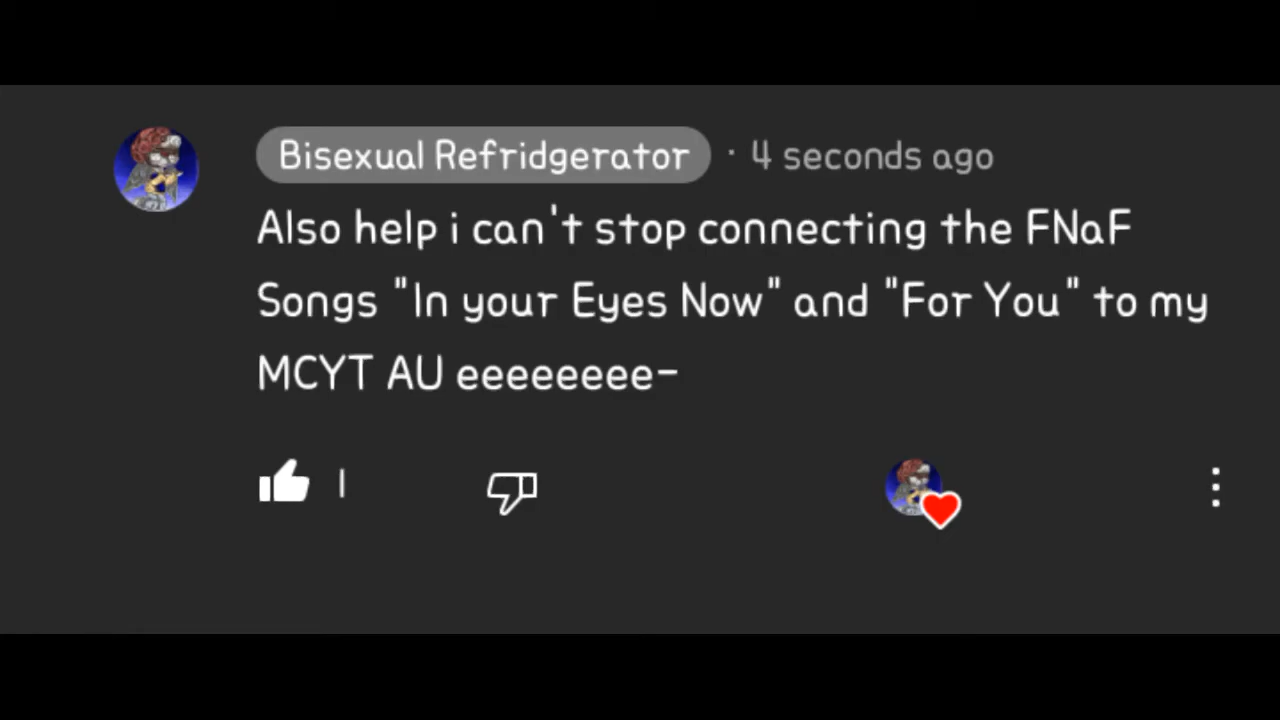 Bisexual Refridgerator · 4 seconds ago
Also help i can't stop connecting the FNaF
Songs "In your Eyes Now" and "For You" to my
MCYT AU eeeeeeee-
1